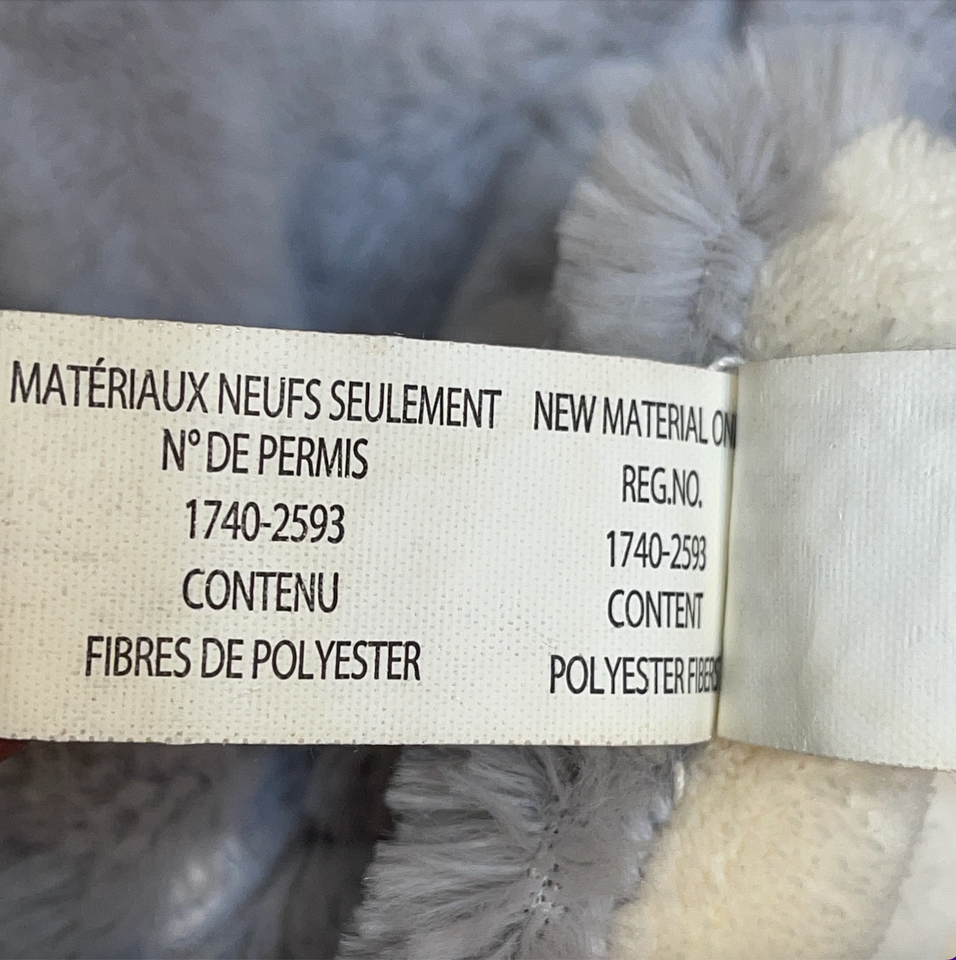 MATÉRIAUX NEUFS SEULEMENT
N° DE PERMIS
1740-2593
CONTENU
FIBRES DE POLYESTER
NEW MATERIAL
REG.NO.
1740-2593
CONTENT
POLYESTER FIBERS